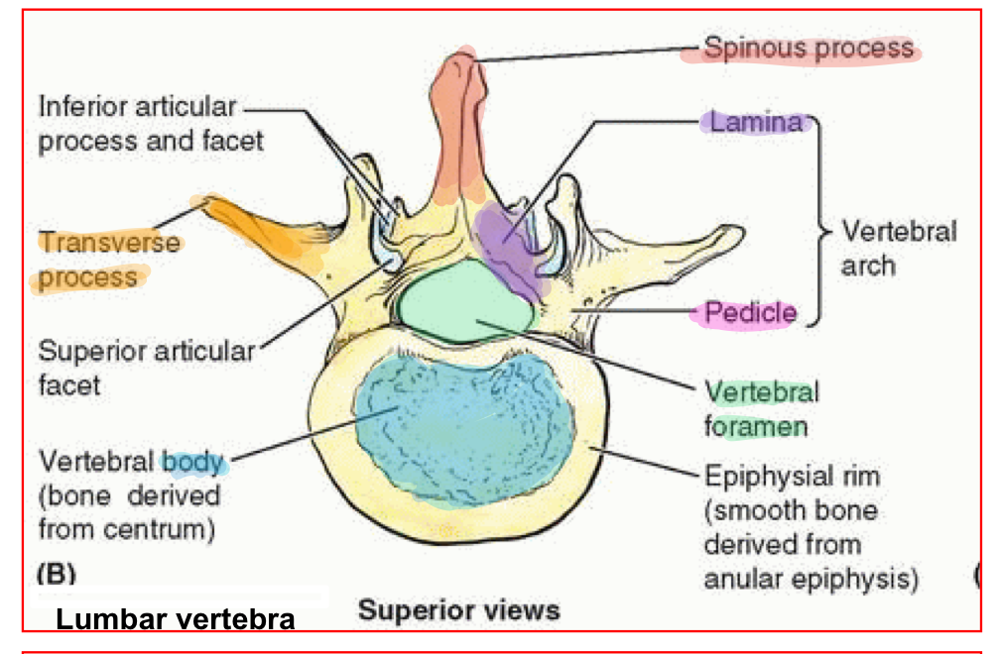 Spinous process
Inferior articular
process and facet
Lamina
Transverse
process
Vertebral
arch
Pedicle
Superior articular
facet
Vertebral
foramen
Vertebral body
(bone derived
from centrum)
Epiphysial rim
(smooth bone
derived from
anular epiphysis)
(B)
Lumbar vertebra
Superior views